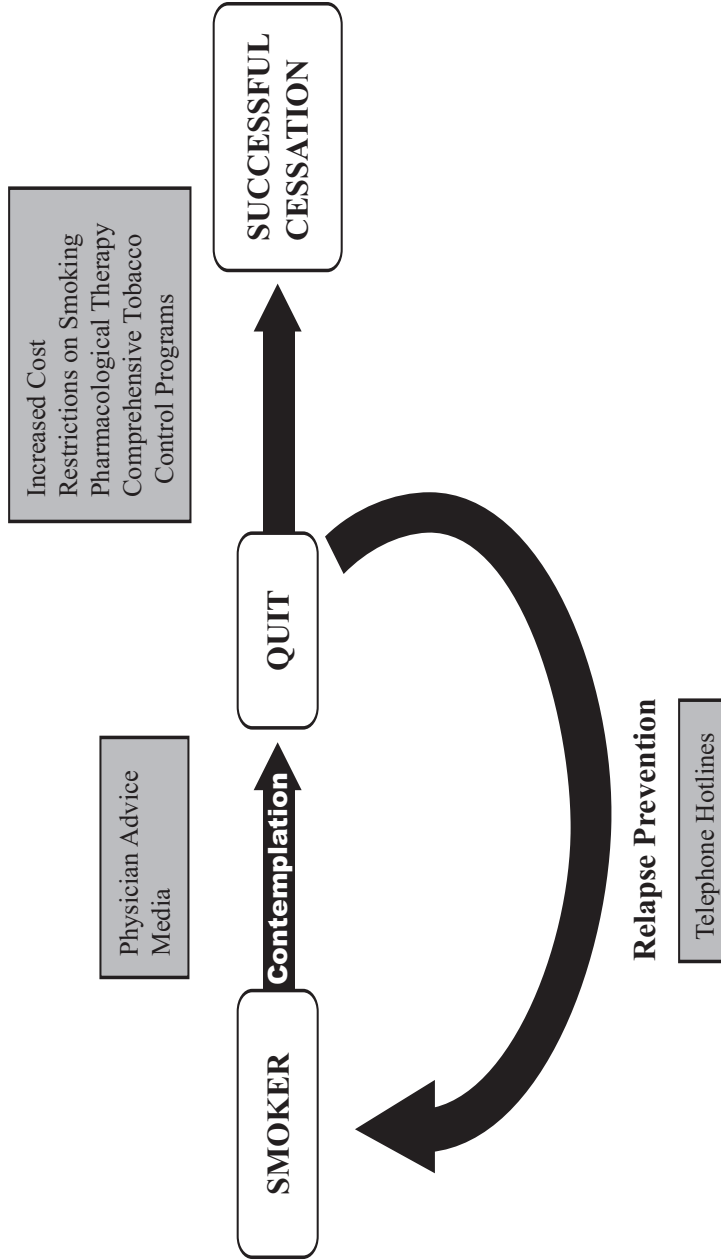 Increased Cost
Restrictions on Smoking
Pharmacological Therapy
Comprehensive Tobacco
Control Programs
Physician Advice
Media
SMOKER
Contemplation
QUIT
SUCCESSFUL
CESSATION
Relapse Prevention
Telephone Hotlines